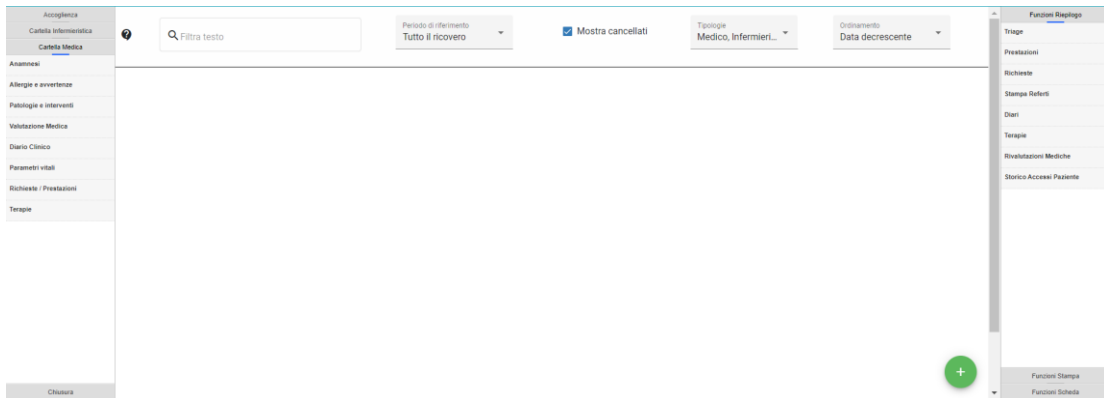 Accoglienza
Cartella Infermieristica
Cartella Medica
Anamnesi
Allergie e avvertenze
Patologie e interventi
Valutazione Medica
Diario Clinico
Parametri vitali
Richieste / Prestazioni
Terapie
Chiusura
?
Filtra testo
Periodo di riferimento
Tutto il ricovero
Mostra cancellati
Tipologie
Medico, Infermieri...
Ordinamento
Data decrescente
+
Funzioni Riepilogo
Triage
Prestazioni
Richieste
Stampa Referti
Diari
Terapie
Rivalutazioni Mediche
Storico Accessi Paziente
Funzioni Stampa
Funzioni Scheda